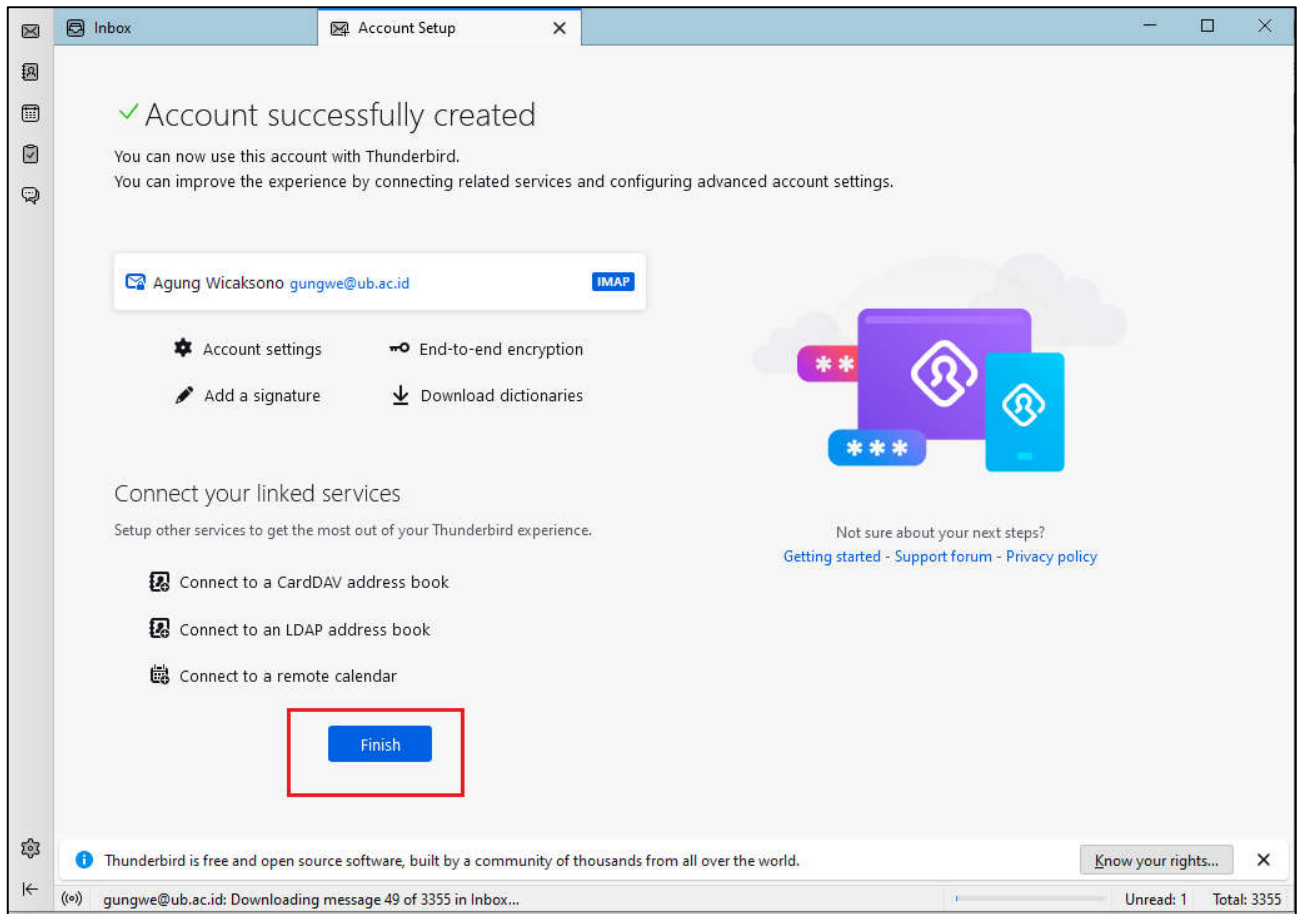 Inbox
Account Setup
Account successfully created
You can now use this account with Thunderbird.
You can improve the experience by connecting related services and configuring advanced account settings.
Agung Wicaksono gungwe@ub.ac.id IMAP
Account settings
End-to-end encryption
Add a signature
Download dictionaries
***
**
Connect your linked services
Setup other services to get the most out of your Thunderbird experience.
Connect to a CardDAV address book
Connect to an LDAP address book
Connect to a remote calendar
Finish
Not sure about your next steps?
Getting started - Support forum - Privacy policy
Thunderbird is free and open source software, built by a community of thousands from all over the world.
Know your rights...
gungwe@ub.ac.id: Downloading message 49 of 3355 in Inbox...
Unread: 1
Total: 3355